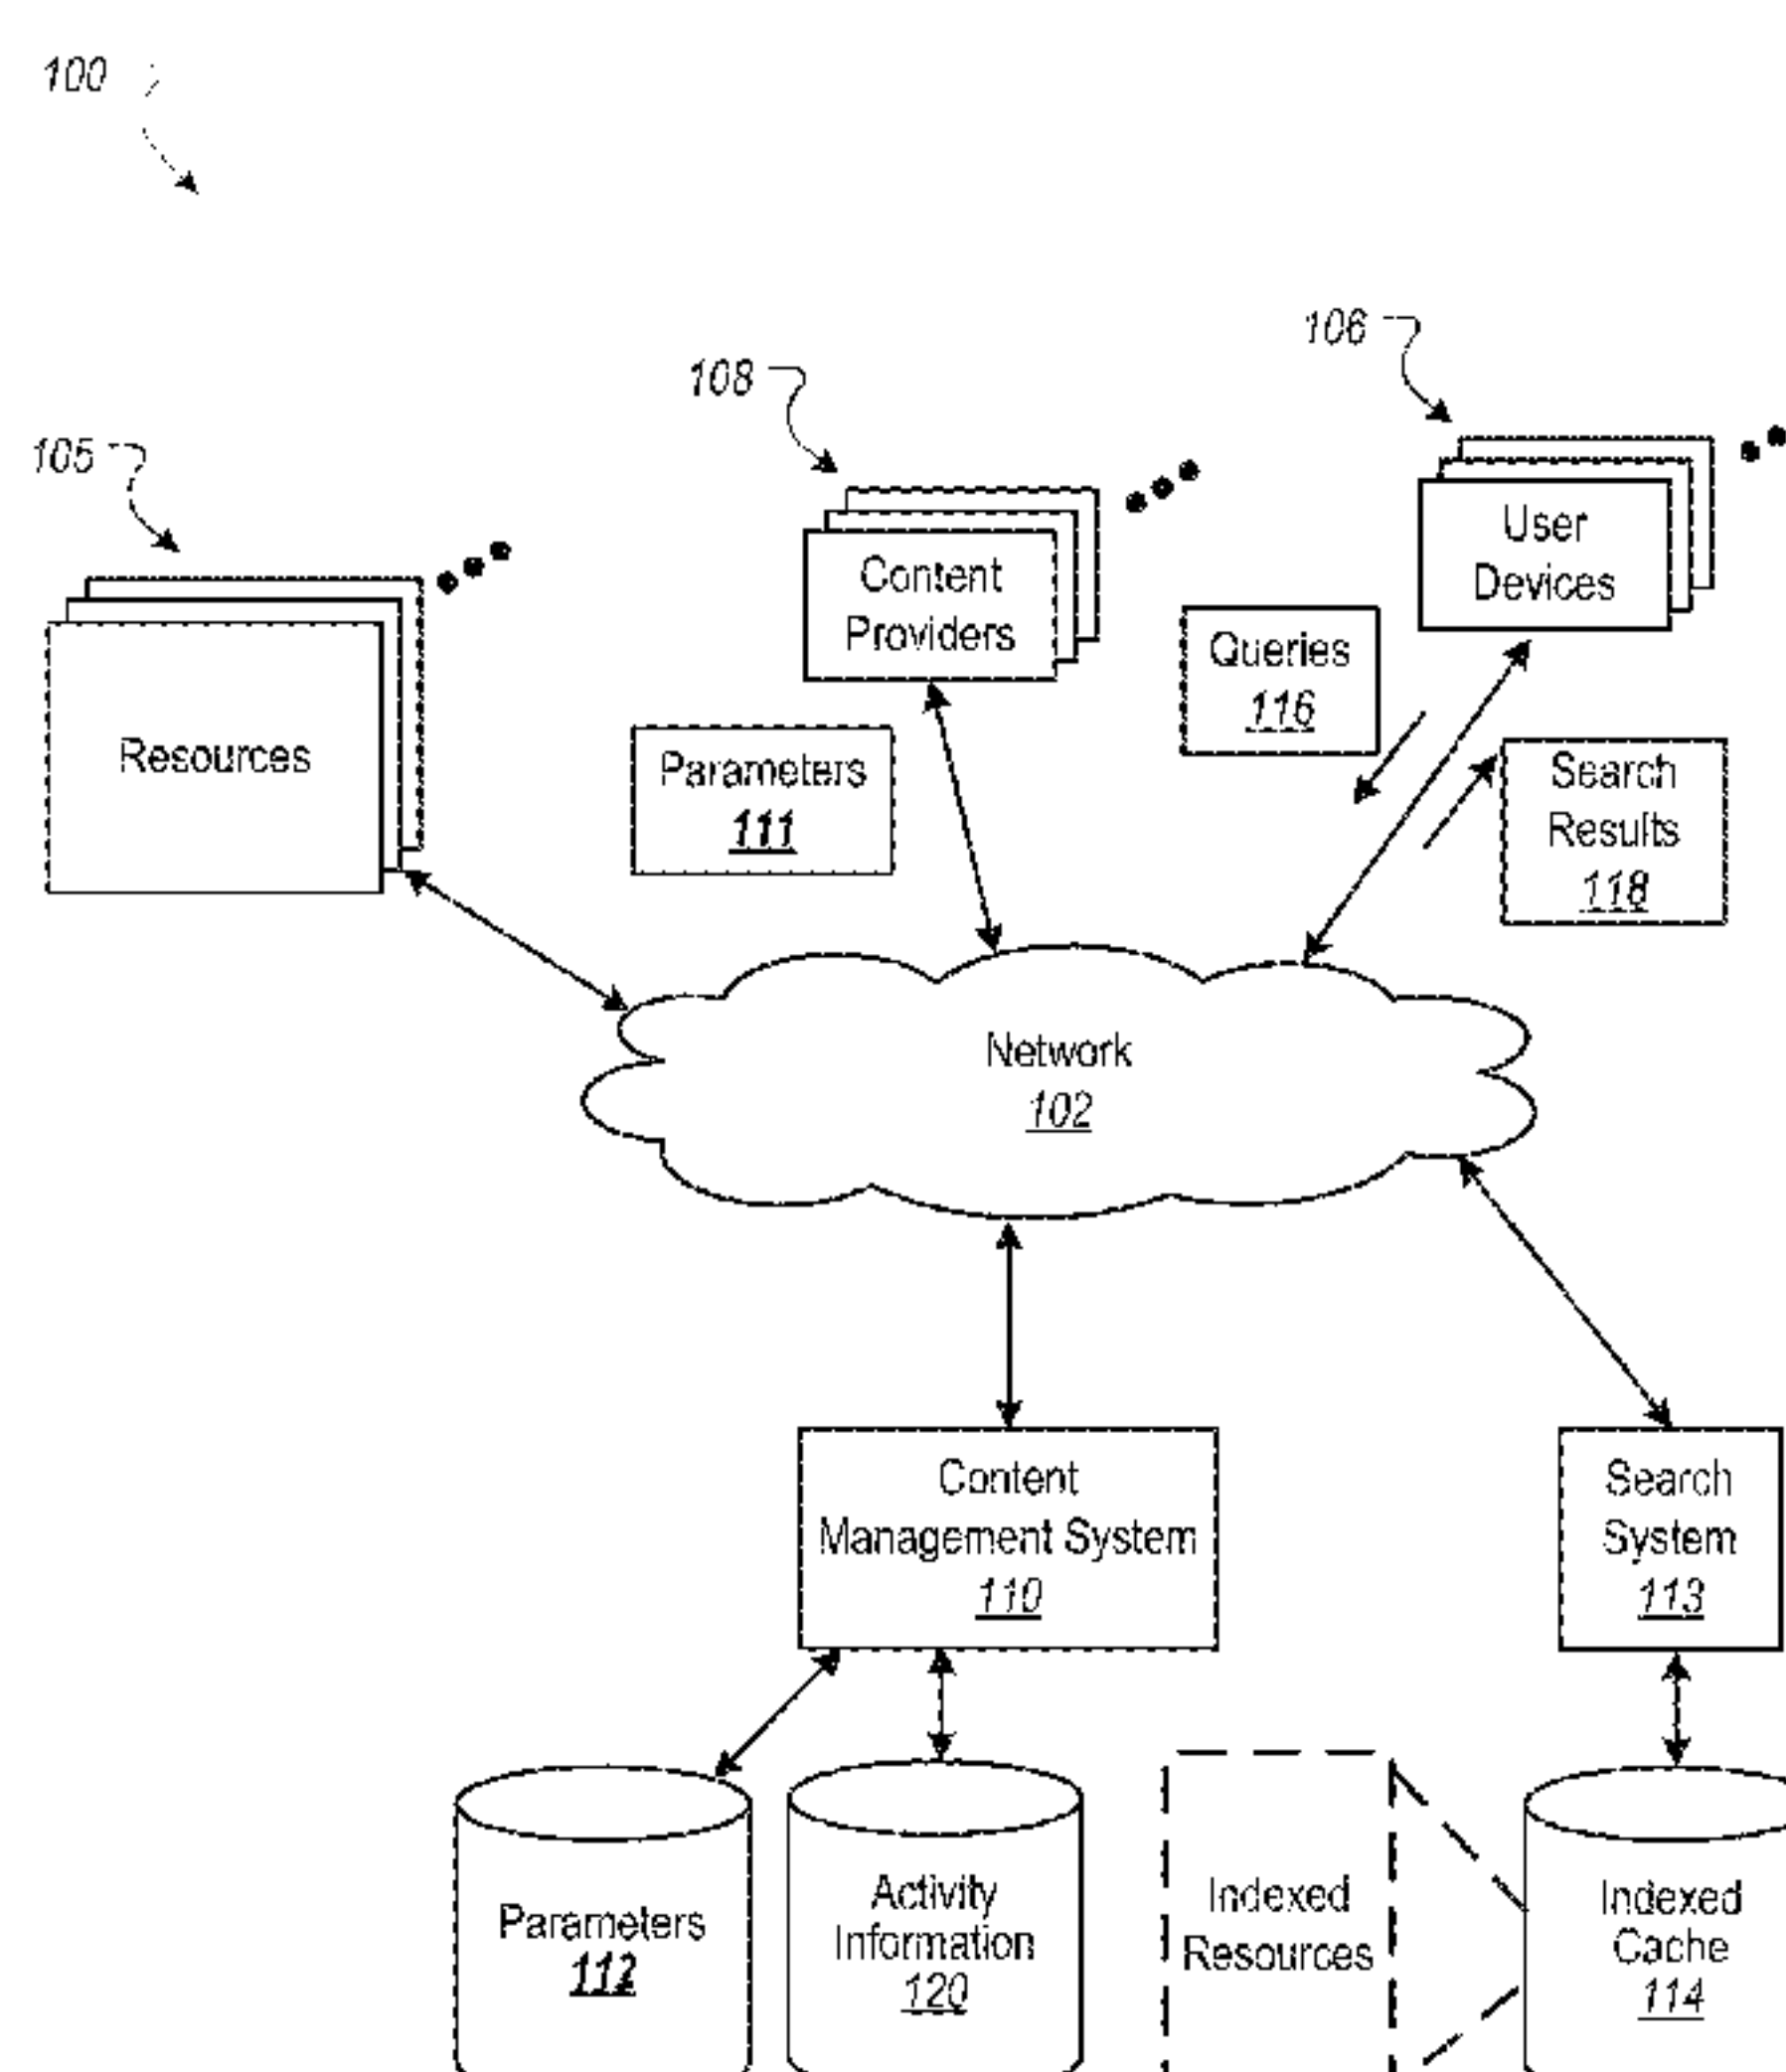 100
106
108
105
User
Devices
Content
Providers
Queries
116
Resources
Parameters
111
Search
Results
118
Network
102
Content
Management System
110
Search
System
113
Parameters
112
Activity
Information
120
Indexed
Resources
Indexed
Cache
114